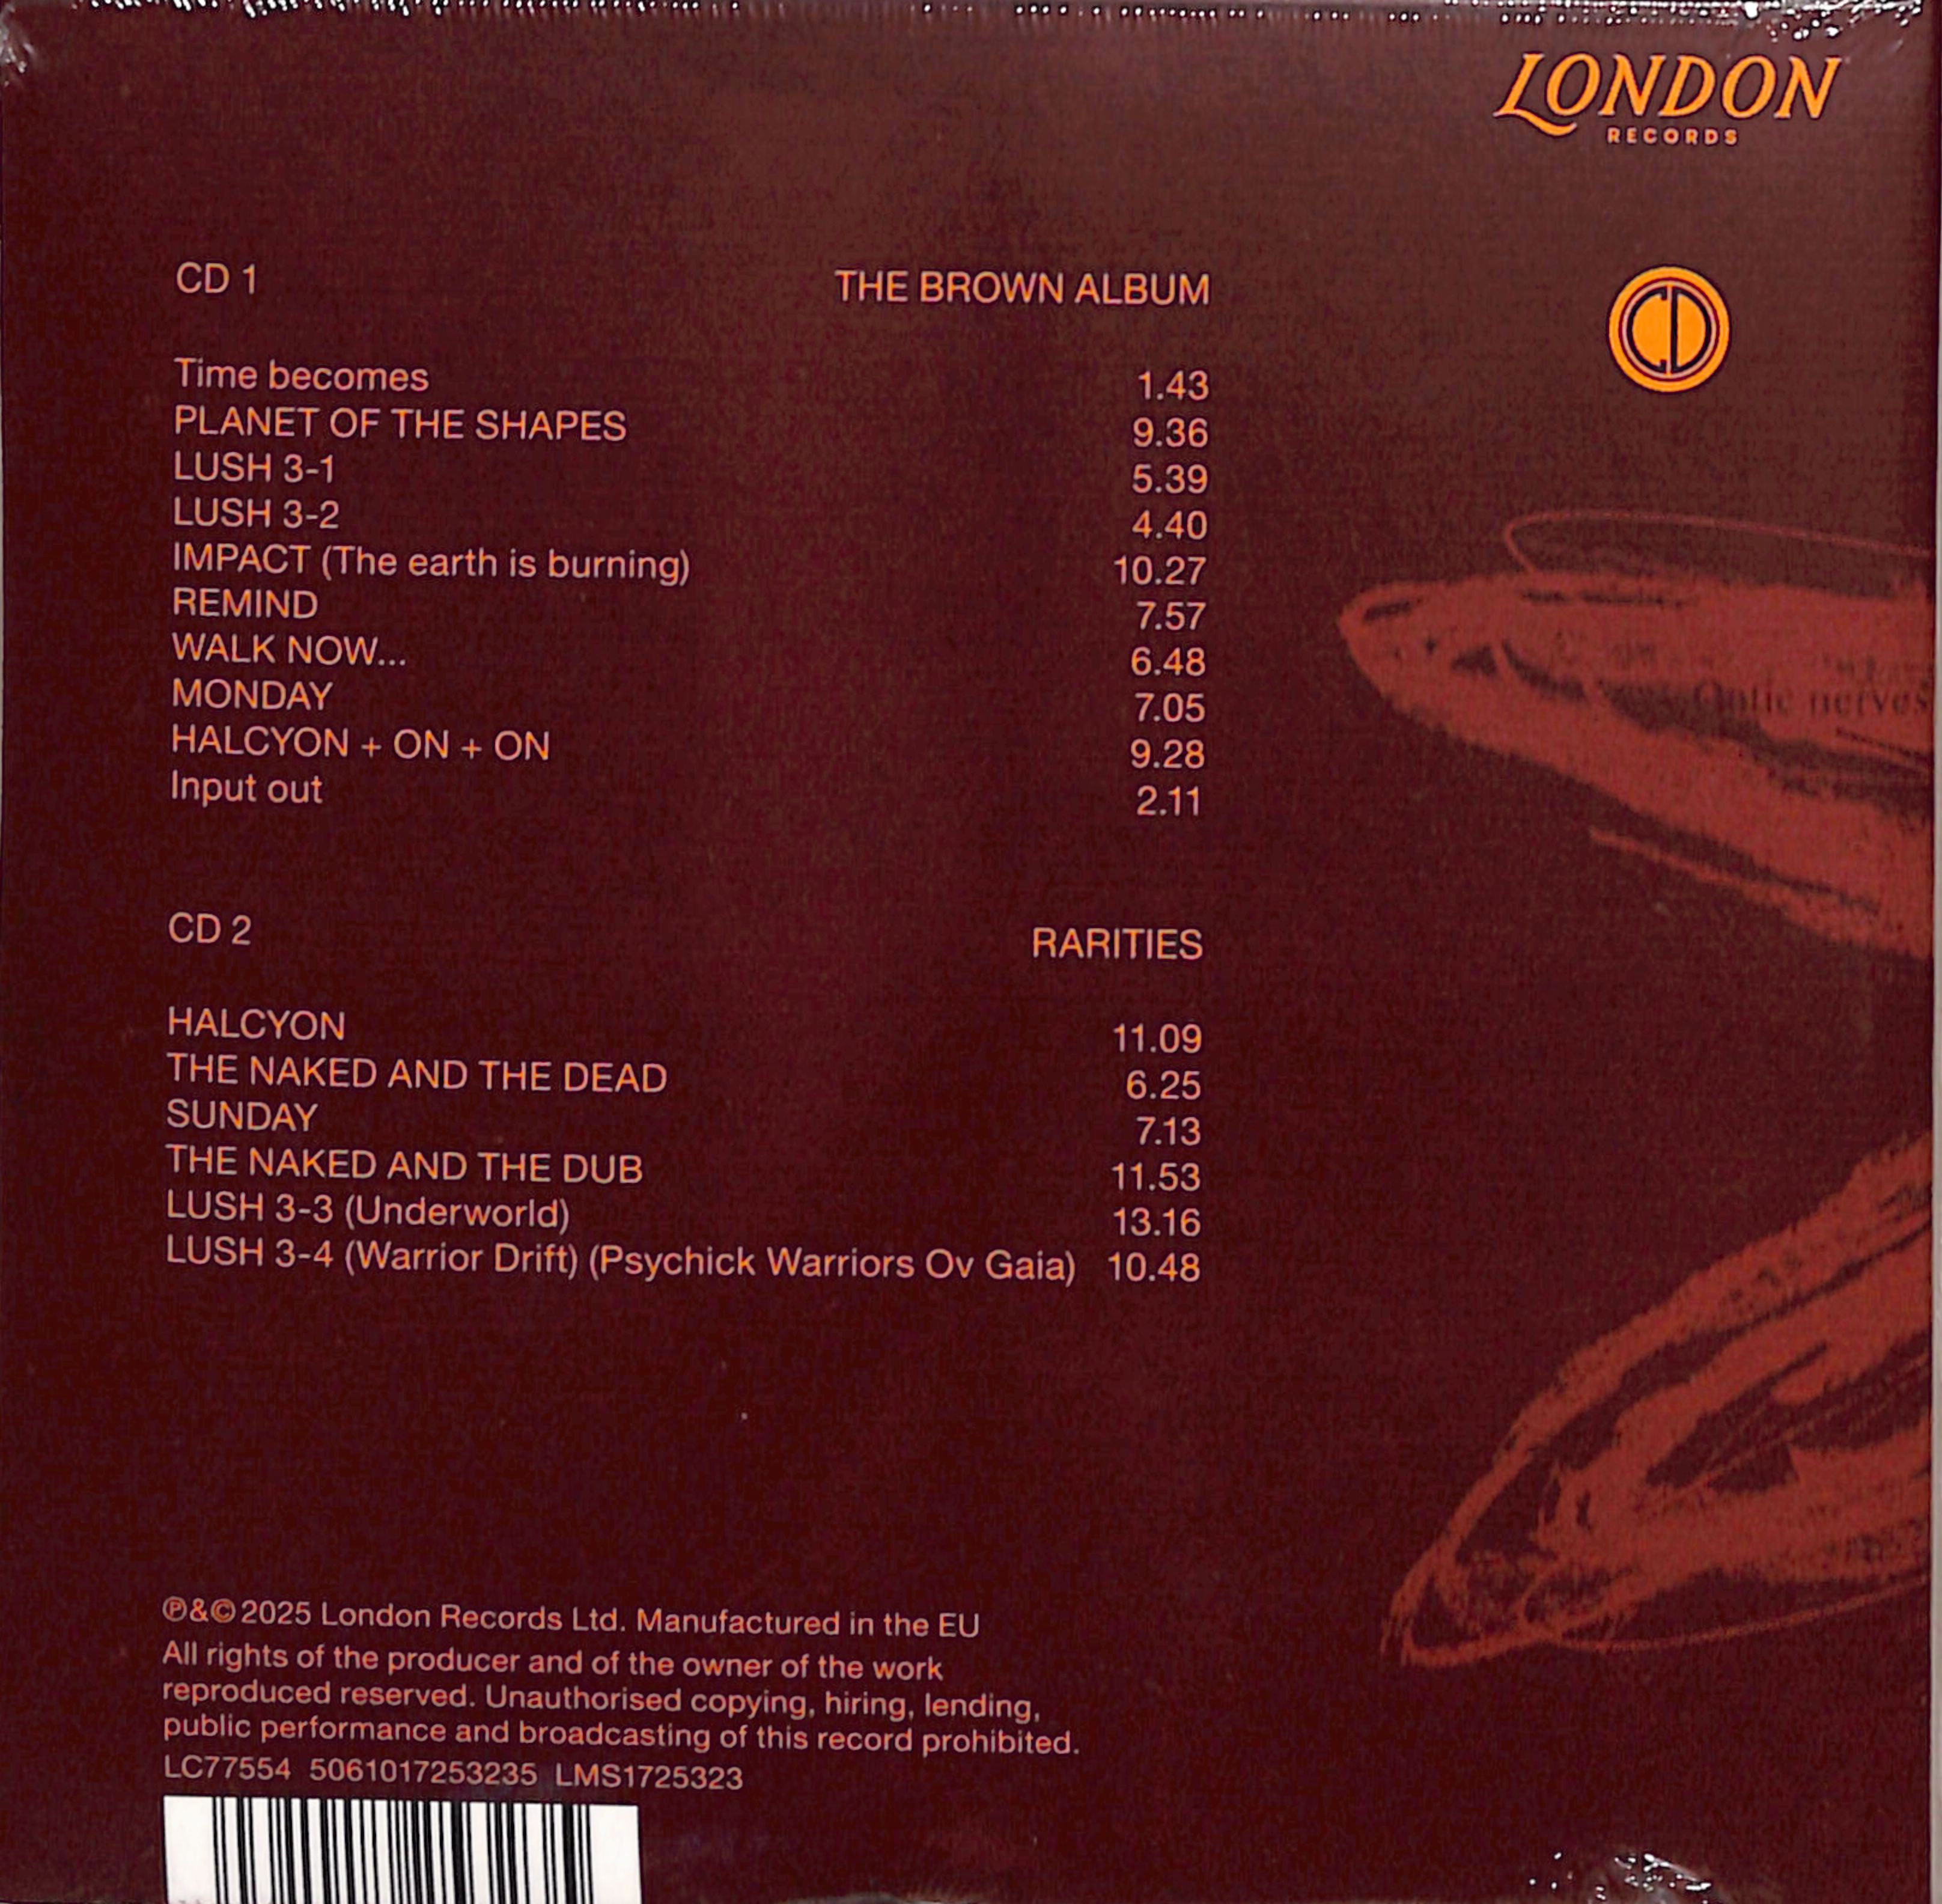 LONDON
RECORDS
CD 1 THE BROWN ALBUM
CD
Time becomes 1.43
PLANET OF THE SHAPES 9.36
LUSH 3-1 5.39
LUSH 3-2 4.40
IMPACT (The earth is burning) 10.27
REMIND 7.57
WALK NOW... 6.48
MONDAY 7.05
HALCYON + ON + ON 9.28
Input out 2.11
Optic nerves
CD 2 RARITIES
HALCYON 11.09
THE NAKED AND THE DEAD 6.25
SUNDAY 7.13
THE NAKED AND THE DUB 11.53
LUSH 3-3 (Underworld) 13.16
LUSH 3-4 (Warrior Drift) (Psychick Warriors Ov Gaia) 10.48
℗&© 2025 London Records Ltd. Manufactured in the EU
All rights of the producer and of the owner of the work
reproduced reserved. Unauthorised copying, hiring, lending,
public performance and broadcasting of this record prohibited.
LC77554 5061017253235 LMS1725323